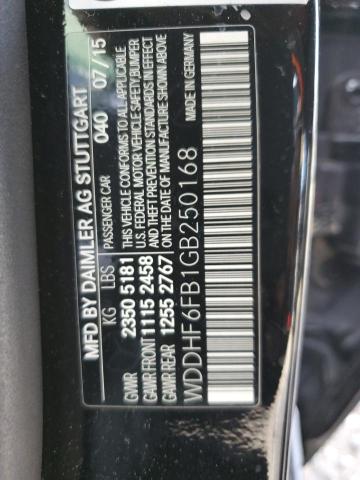 MFD BY DAIMLER AG STUTTGART
PASSENGER CAR 040 07/15
KG LBS
GVWR 2350 5181
GAWR FRONT 1115 2458
GAWR REAR 1255 2767
THIS VEHICLE CONFORMS TO ALL APPLICABLE
U.S. FEDERAL MOTOR VEHICLE SAFETY/BUMPER
AND THEFT PREVENTION STANDARDS IN EFFECT
ON THE DATE OF MANUFACTURE SHOWN ABOVE
MADE IN GERMANY
WDDHF6FB1GB250168